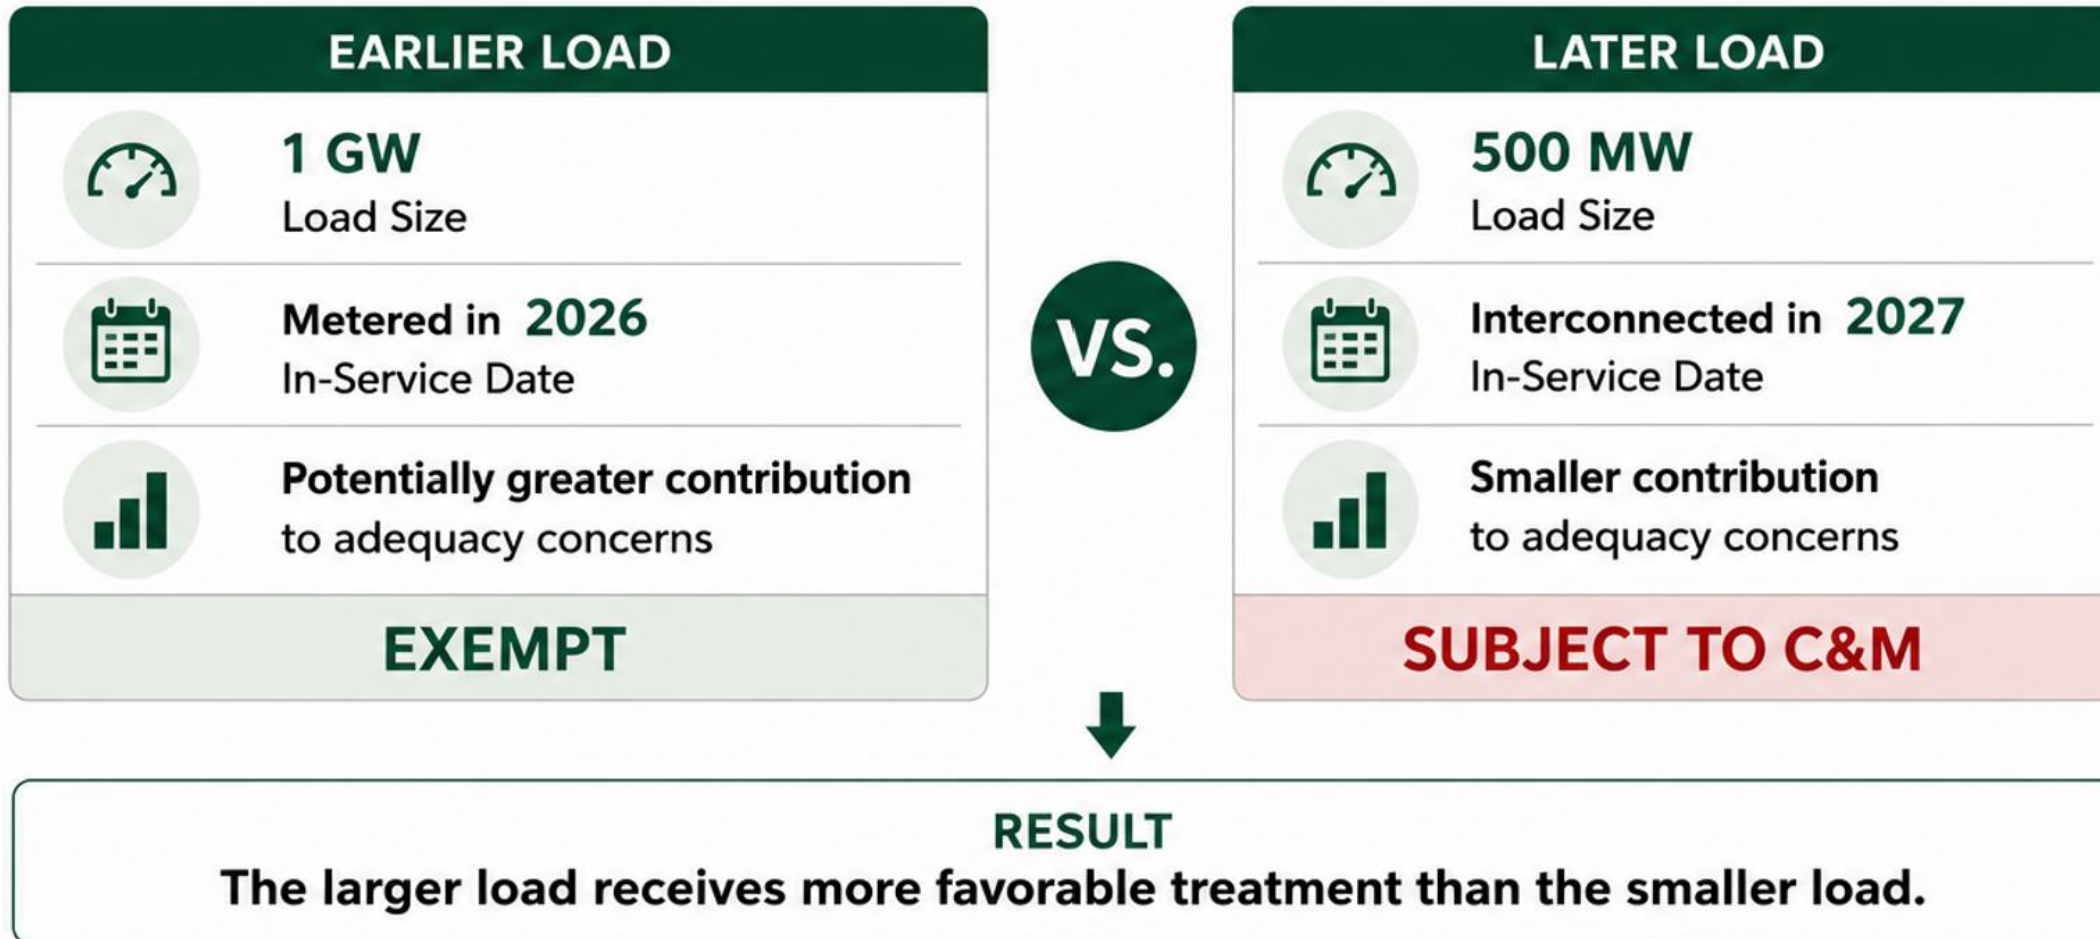 EARLIER LOAD
1 GW
Load Size
Metered in 2026
In-Service Date
Potentially greater contribution
to adequacy concerns
EXEMPT
VS.
LATER LOAD
500 MW
Load Size
Interconnected in 2027
In-Service Date
Smaller contribution
to adequacy concerns
SUBJECT TO C&M
RESULT
The larger load receives more favorable treatment than the smaller load.